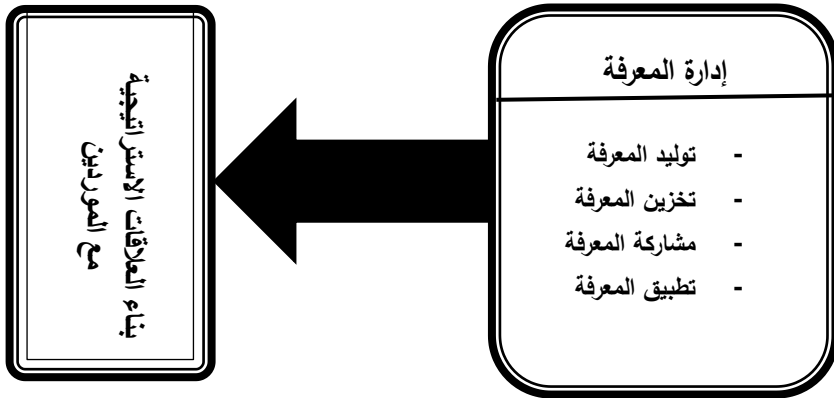 إدارة المعرفة
- توليد المعرفة
- تخزين المعرفة
- مشاركة المعرفة
- تطبيق المعرفة
بناء العلاقات الاستراتيجية
مع الموردين